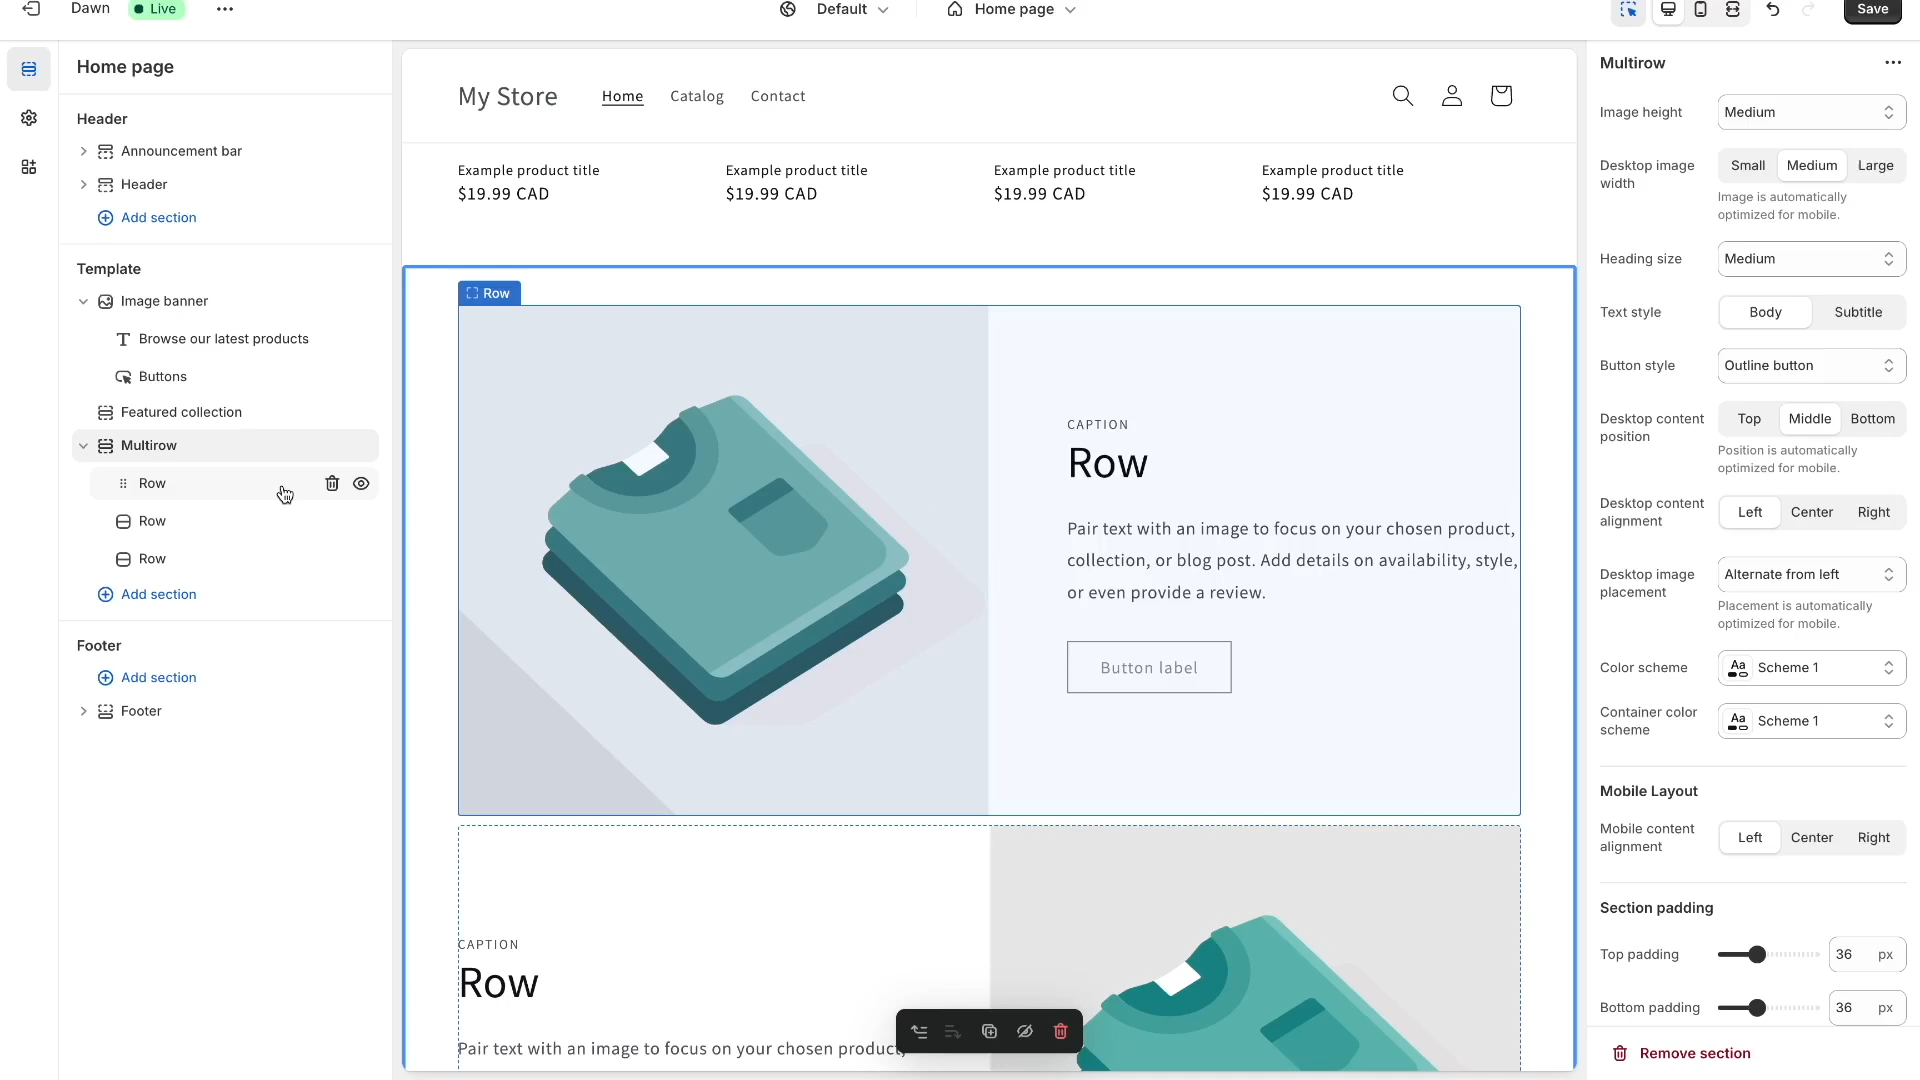 Dawn
Live
Default
Home page
Save
Home page
Header
Announcement bar
Header
Add section
Template
Image banner
Browse our latest products
Buttons
Featured collection
Multirow
Row
Row
Row
Add section
Footer
Add section
Footer
My Store
Home
Catalog
Contact
Example product title
$19.99 CAD
Example product title
$19.99 CAD
Example product title
$19.99 CAD
Example product title
$19.99 CAD
Row
CAPTION
Row
Pair text with an image to focus on your chosen product,
collection, or blog post. Add details on availability, style,
or even provide a review.
Button label
CAPTION
Row
Pair text with an image to focus on your chosen product,
Multirow
Image height
Medium
Desktop image
width
Small
Medium
Large
Image is automatically
optimized for mobile.
Heading size
Medium
Text style
Body
Subtitle
Button style
Outline button
Desktop content
position
Top
Middle
Bottom
Position is automatically
optimized for mobile.
Desktop content
alignment
Left
Center
Right
Desktop image
placement
Alternate from left
Placement is automatically
optimized for mobile.
Color scheme
Aa
Scheme 1
Container color
scheme
Aa
Scheme 1
Mobile Layout
Mobile content
alignment
Left
Center
Right
Section padding
Top padding
36
px
Bottom padding
36
px
Remove section